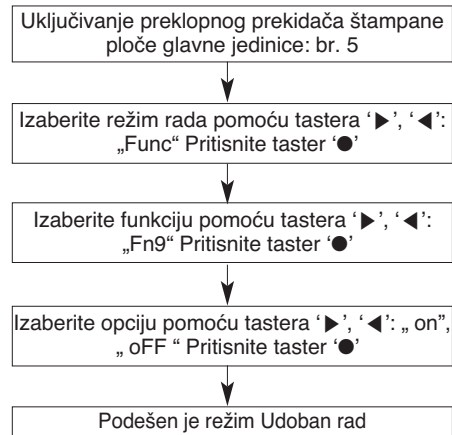 Uključivanje preklopnog prekidača štampane
ploče glavne jedinice: br. 5
Izaberite režim rada pomoću tastera ‘▶’, ‘◀’:
„Func“ Pritisnite taster ‘●’
Izaberite funkciju pomoću tastera ‘▶’, ‘◀’:
„Fn9“ Pritisnite taster ‘●’
Izaberite opciju pomoću tastera ‘▶’, ‘◀’: „ on”,
„ oFF “ Pritisnite taster ‘●’
Podešen je režim Udoban rad